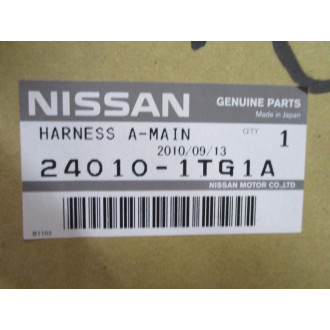 NISSAN
GENUINE PARTS
Made in Japan
HARNESS A-MAIN
QTY 1
2010/09/13
24010-1TG1A
NISSAN MOTOR CO.,LTD.